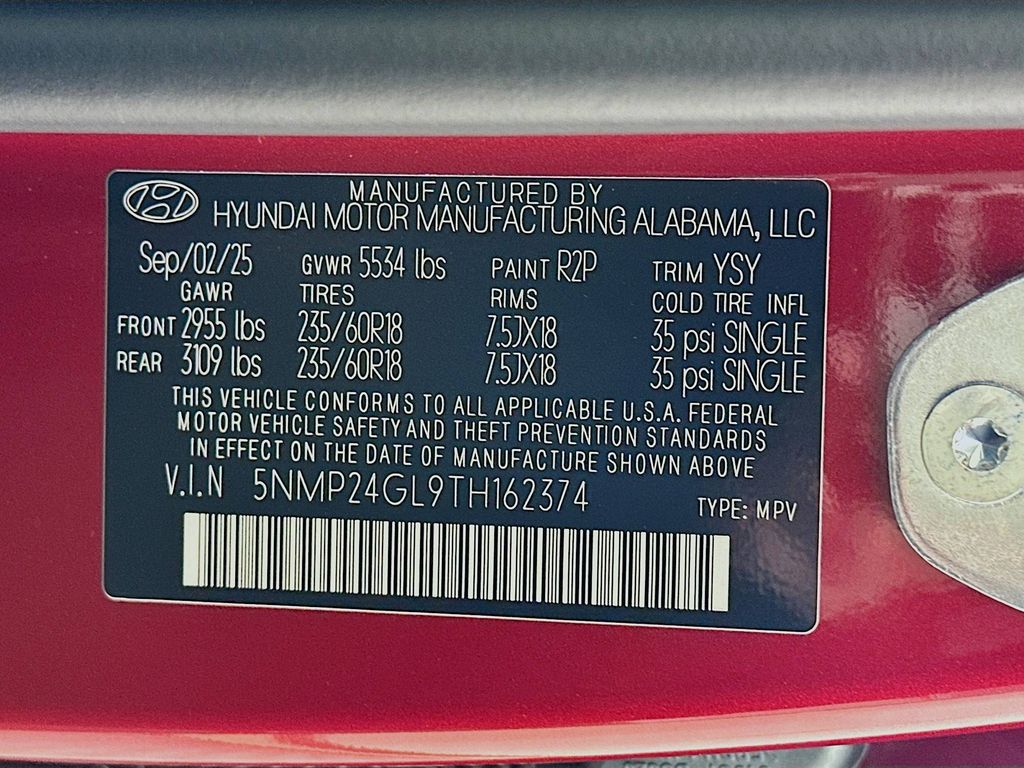 MANUFACTURED BY
HYUNDAI MOTOR MANUFACTURING ALABAMA, LLC
Sep/02/25 GVWR 5534 lbs PAINT R2P TRIM YSY
GAWR TIRES RIMS COLD TIRE INFL
FRONT 2955 lbs 235/60R18 7.5JX18 35 psi SINGLE
REAR 3109 lbs 235/60R18 7.5JX18 35 psi SINGLE
THIS VEHICLE CONFORMS TO ALL APPLICABLE U.S.A. FEDERAL
MOTOR VEHICLE SAFETY AND THEFT PREVENTION STANDARDS
IN EFFECT ON THE DATE OF MANUFACTURE SHOWN ABOVE
V.I.N 5NMP24GL9TH162374 TYPE: MPV